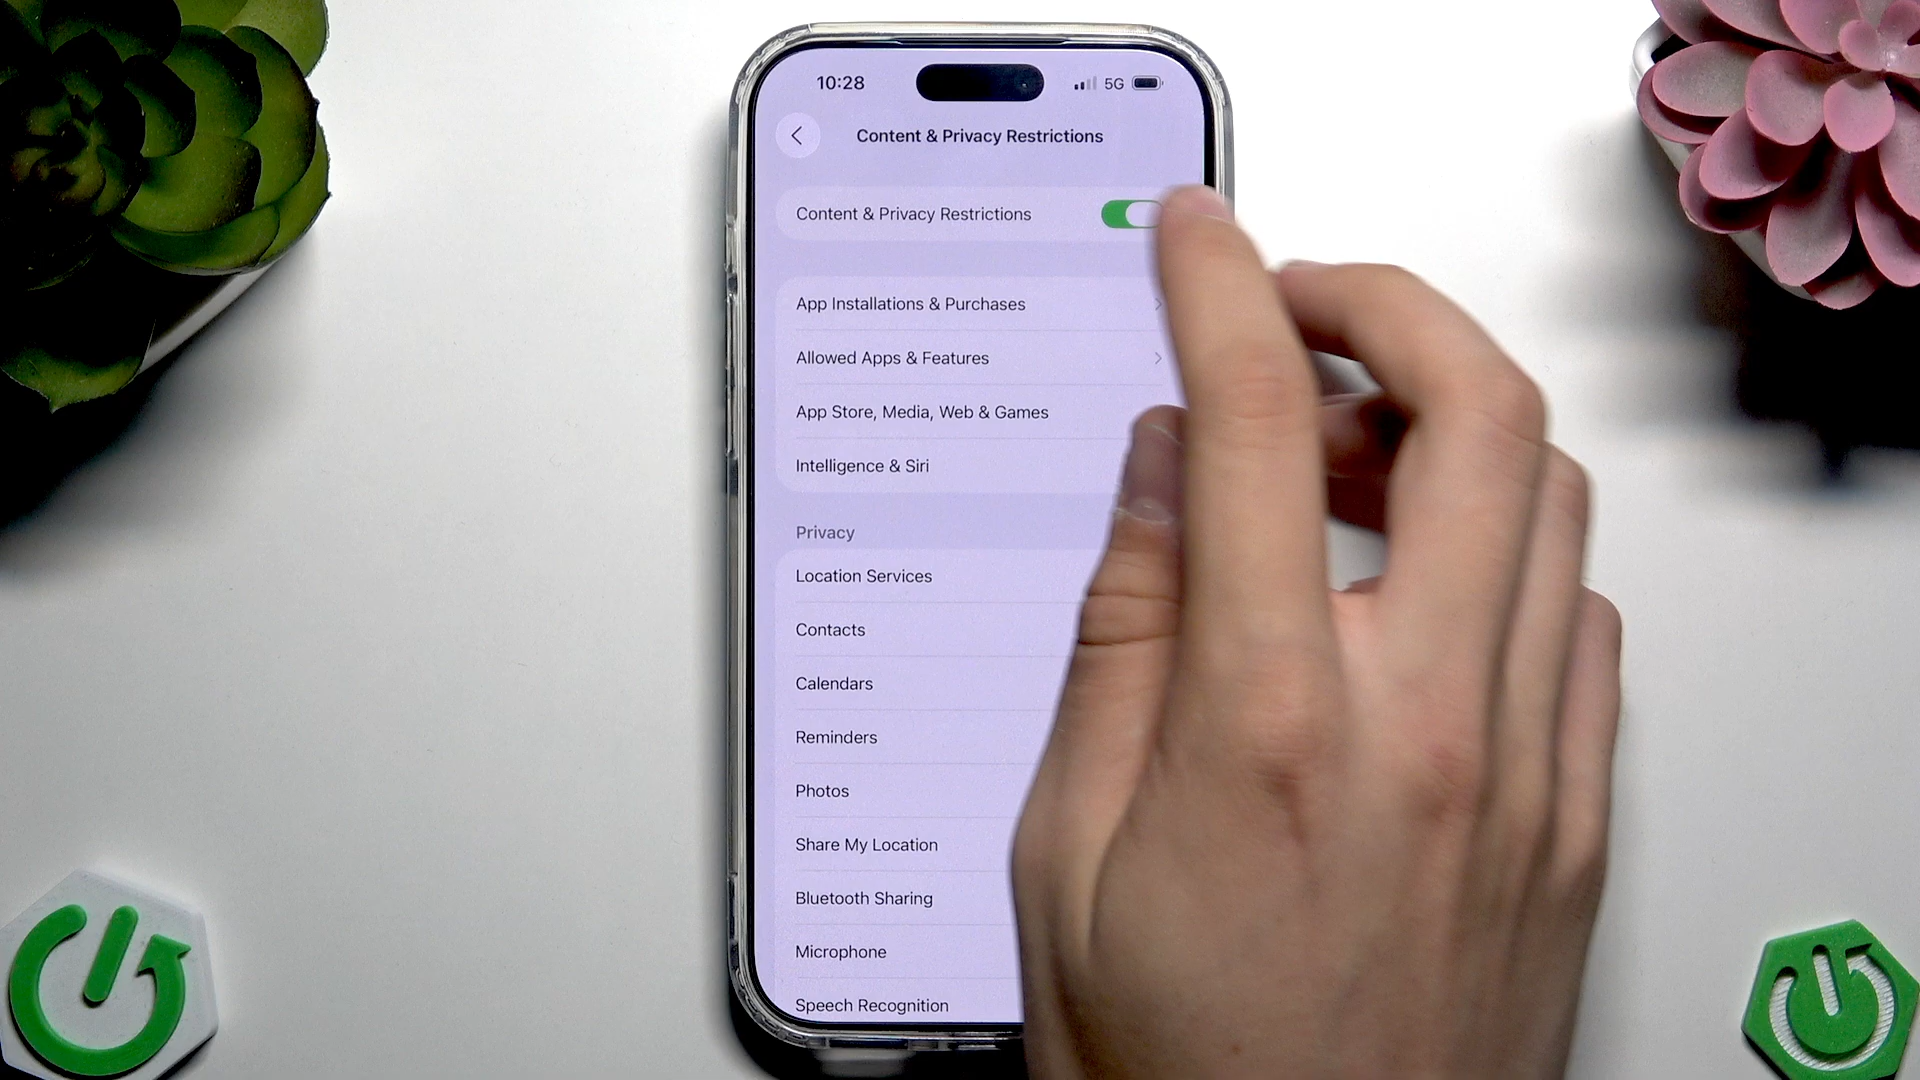 10:28
5G
Content & Privacy Restrictions
Content & Privacy Restrictions
App Installations & Purchases
Allowed Apps & Features
App Store, Media, Web & Games
Intelligence & Siri
Privacy
Location Services
Contacts
Calendars
Reminders
Photos
Share My Location
Bluetooth Sharing
Microphone
Speech Recognition